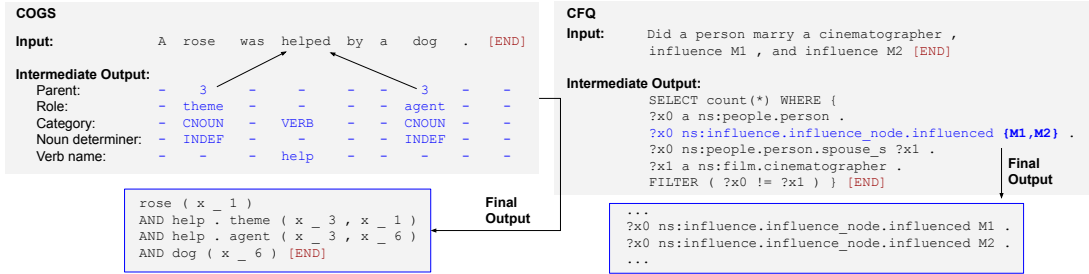 COGS
Input: A rose was helped by a dog . [END]
Intermediate Output:
Parent: - 3 - - - - 3 - -
Role: - theme - - - - agent - -
Category: - CNOUN - VERB - - CNOUN - -
Noun determiner: - INDEF - - - - INDEF - -
Verb name: - - - help - - - - -
Final Output
rose ( x _ 1 )
AND help . theme ( x _ 3 , x _ 1 )
AND help . agent ( x _ 3 , x _ 6 )
AND dog ( x _ 6 ) [END]
CFQ
Input: Did a person marry a cinematographer ,
influence M1 , and influence M2 [END]
Intermediate Output:
SELECT count(*) WHERE {
?x0 a ns:people.person .
?x0 ns:influence.influence_node.influenced {M1,M2} .
?x0 ns:people.person.spouse_s ?x1 .
?x1 a ns:film.cinematographer .
FILTER ( ?x0 != ?x1 ) } [END]
Final
Output
...
?x0 ns:influence.influence_node.influenced M1 .
?x0 ns:influence.influence_node.influenced M2 .
...